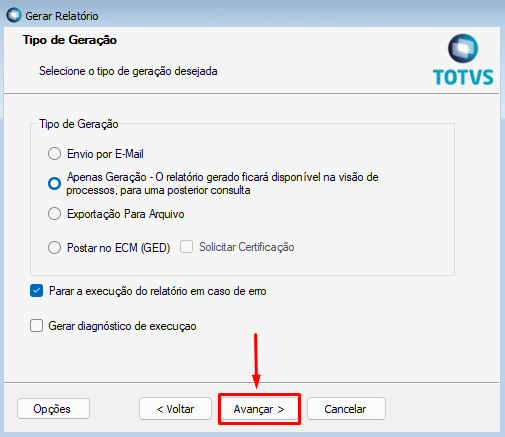 Gerar Relatório
Tipo de Geração
Selecione o tipo de geração desejada
TOTVS
Tipo de Geração
Envio por E-Mail
Apenas Geração - O relatório gerado ficará disponível na visão de
processos, para uma posterior consulta
Exportação Para Arquivo
Postar no ECM (GED)
Solicitar Certificação
Parar a execução do relatório em caso de erro
Gerar diagnóstico de execuçao
Opções
< Voltar
Avançar >
Cancelar